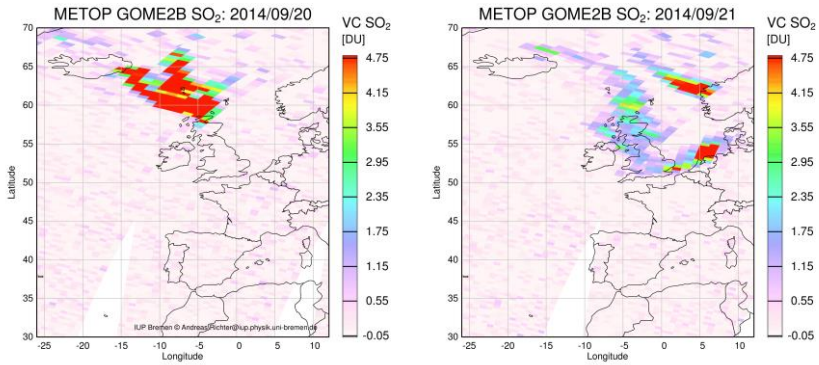 METOP GOME2B SO₂: 2014/09/20
VC SO₂
[DU]
4.75
4.15
3.55
2.95
2.35
1.75
1.15
0.55
-0.05
70
65
60
55
50
45
40
35
30
Latitude
-25 -20 -15 -10 -5 0 5 10
Longitude
IUP Bremen © Andreas.Richter@iup.physik.uni-bremen.de
METOP GOME2B SO₂: 2014/09/21
VC SO₂
[DU]
4.75
4.15
3.55
2.95
2.35
1.75
1.15
0.55
-0.05
70
65
60
55
50
45
40
35
30
Latitude
-25 -20 -15 -10 -5 0 5 10
Longitude